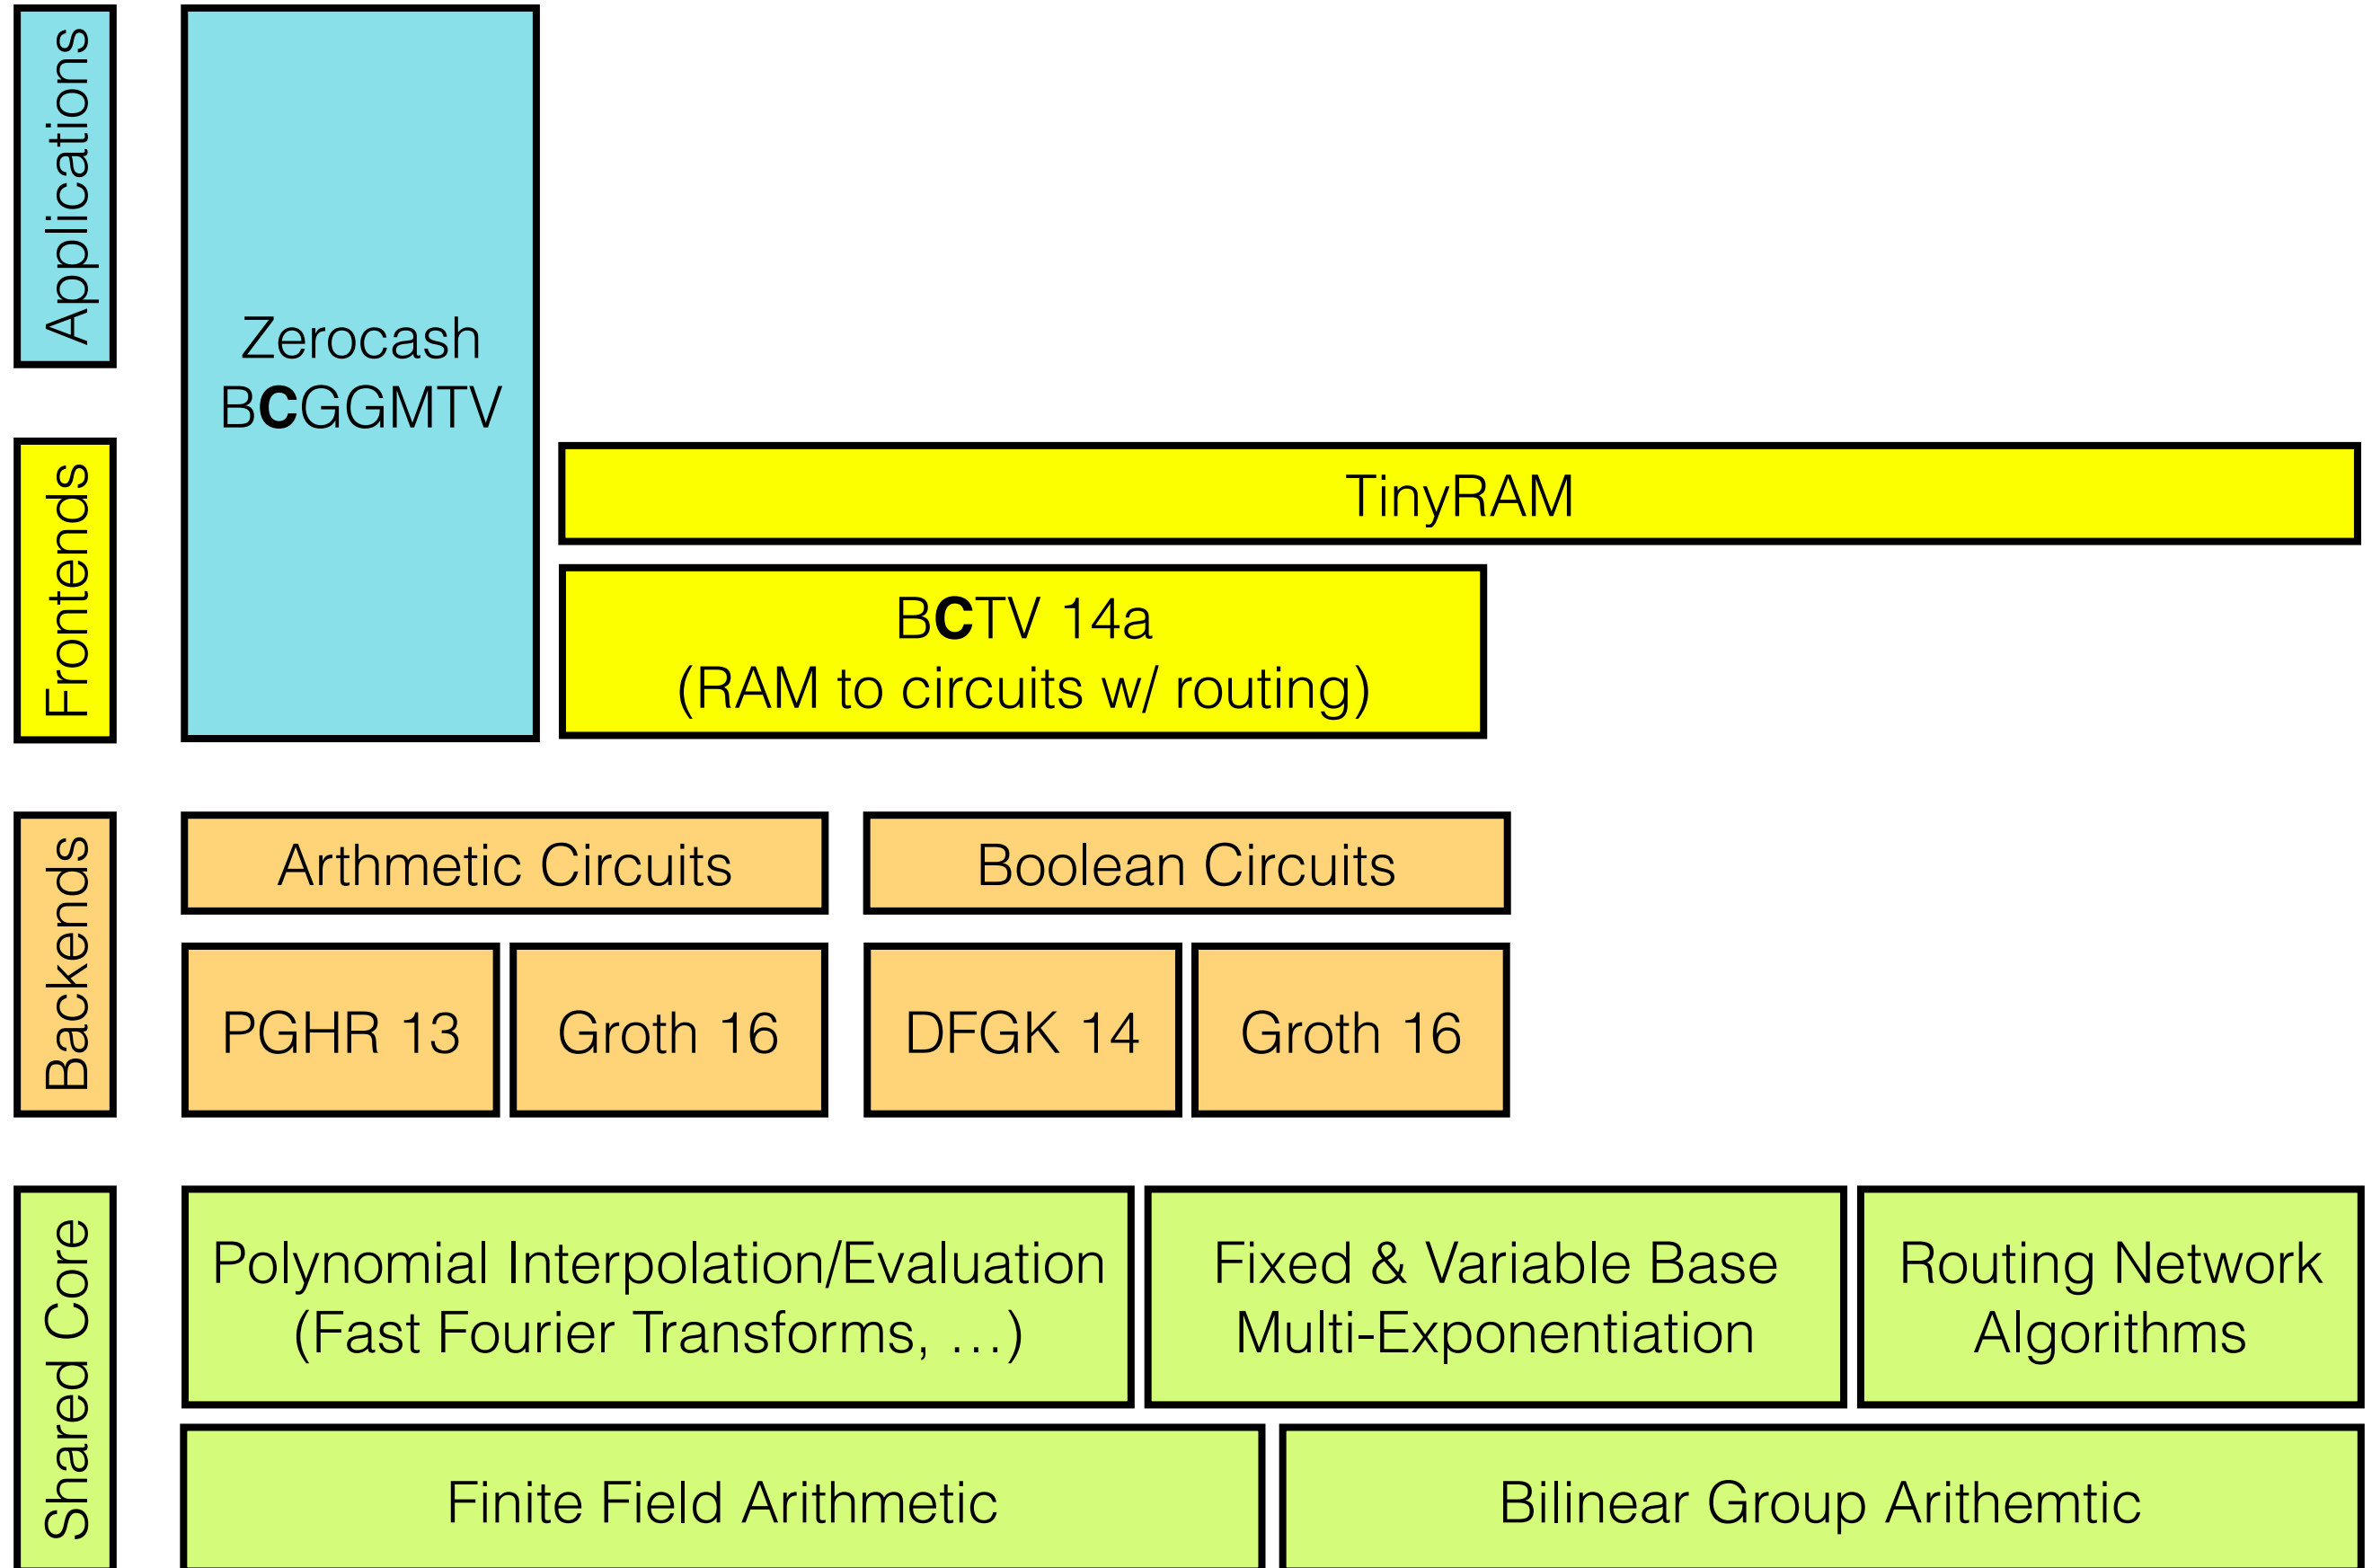 Applications
Zerocash
BCGGMTV
Frontends
TinyRAM
BCTV 14a
(RAM to circuits w/ routing)
Backends
Arthmetic Circuits
Boolean Circuits
PGHR 13
Groth 16
DFGK 14
Groth 16
Shared Core
Polynomial Interpolation/Evaluation
(Fast Fourier Transforms, …)
Fixed & Variable Base
Multi-Exponentiation
Routing Network
Algorithms
Finite Field Arithmetic
Bilinear Group Arithemtic